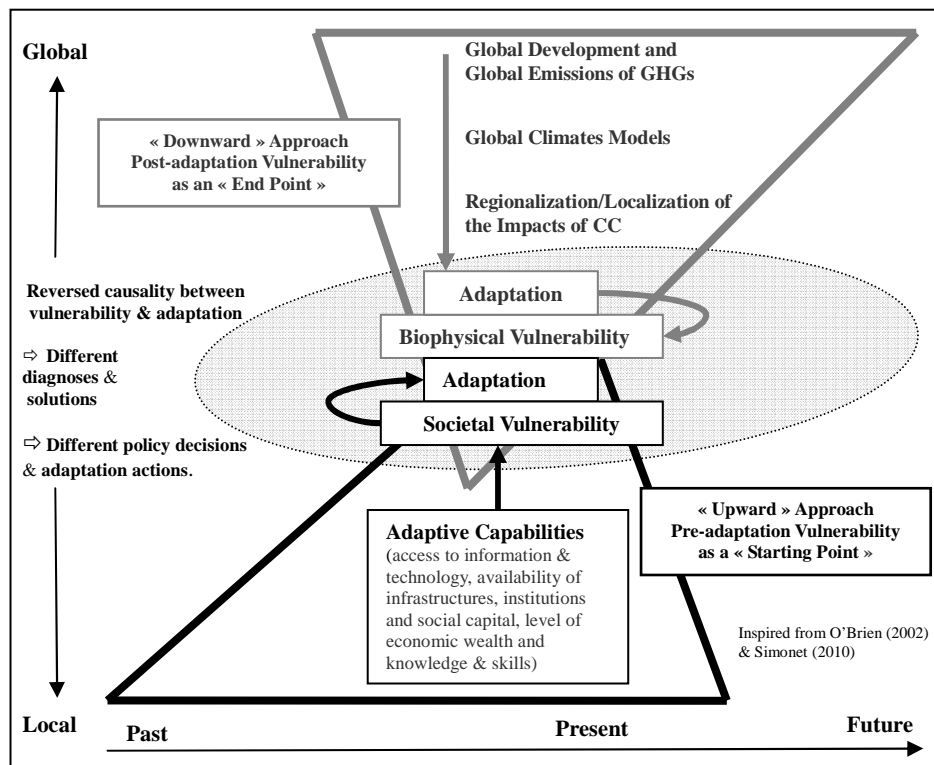 Global
Global Development and
Global Emissions of GHGs
Global Climates Models
Regionalization/Localization of
the Impacts of CC
« Downward » Approach
Post-adaptation Vulnerability
as an « End Point »
Reversed causality between
vulnerability & adaptation
⇨ Different
diagnoses &
solutions
⇨ Different policy decisions
& adaptation actions.
Adaptation
Biophysical Vulnerability
Adaptation
Societal Vulnerability
Adaptive Capabilities
(access to information &
technology, availability of
infrastructures, institutions
and social capital, level of
economic wealth and
knowledge & skills)
« Upward » Approach
Pre-adaptation Vulnerability
as a « Starting Point »
Inspired from O’Brien (2002)
& Simonet (2010)
Local
Past
Present
Future